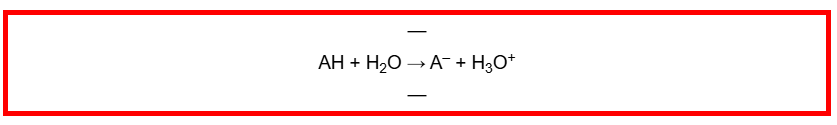 —
AH + H₂O → A⁻ + H₃O⁺
—